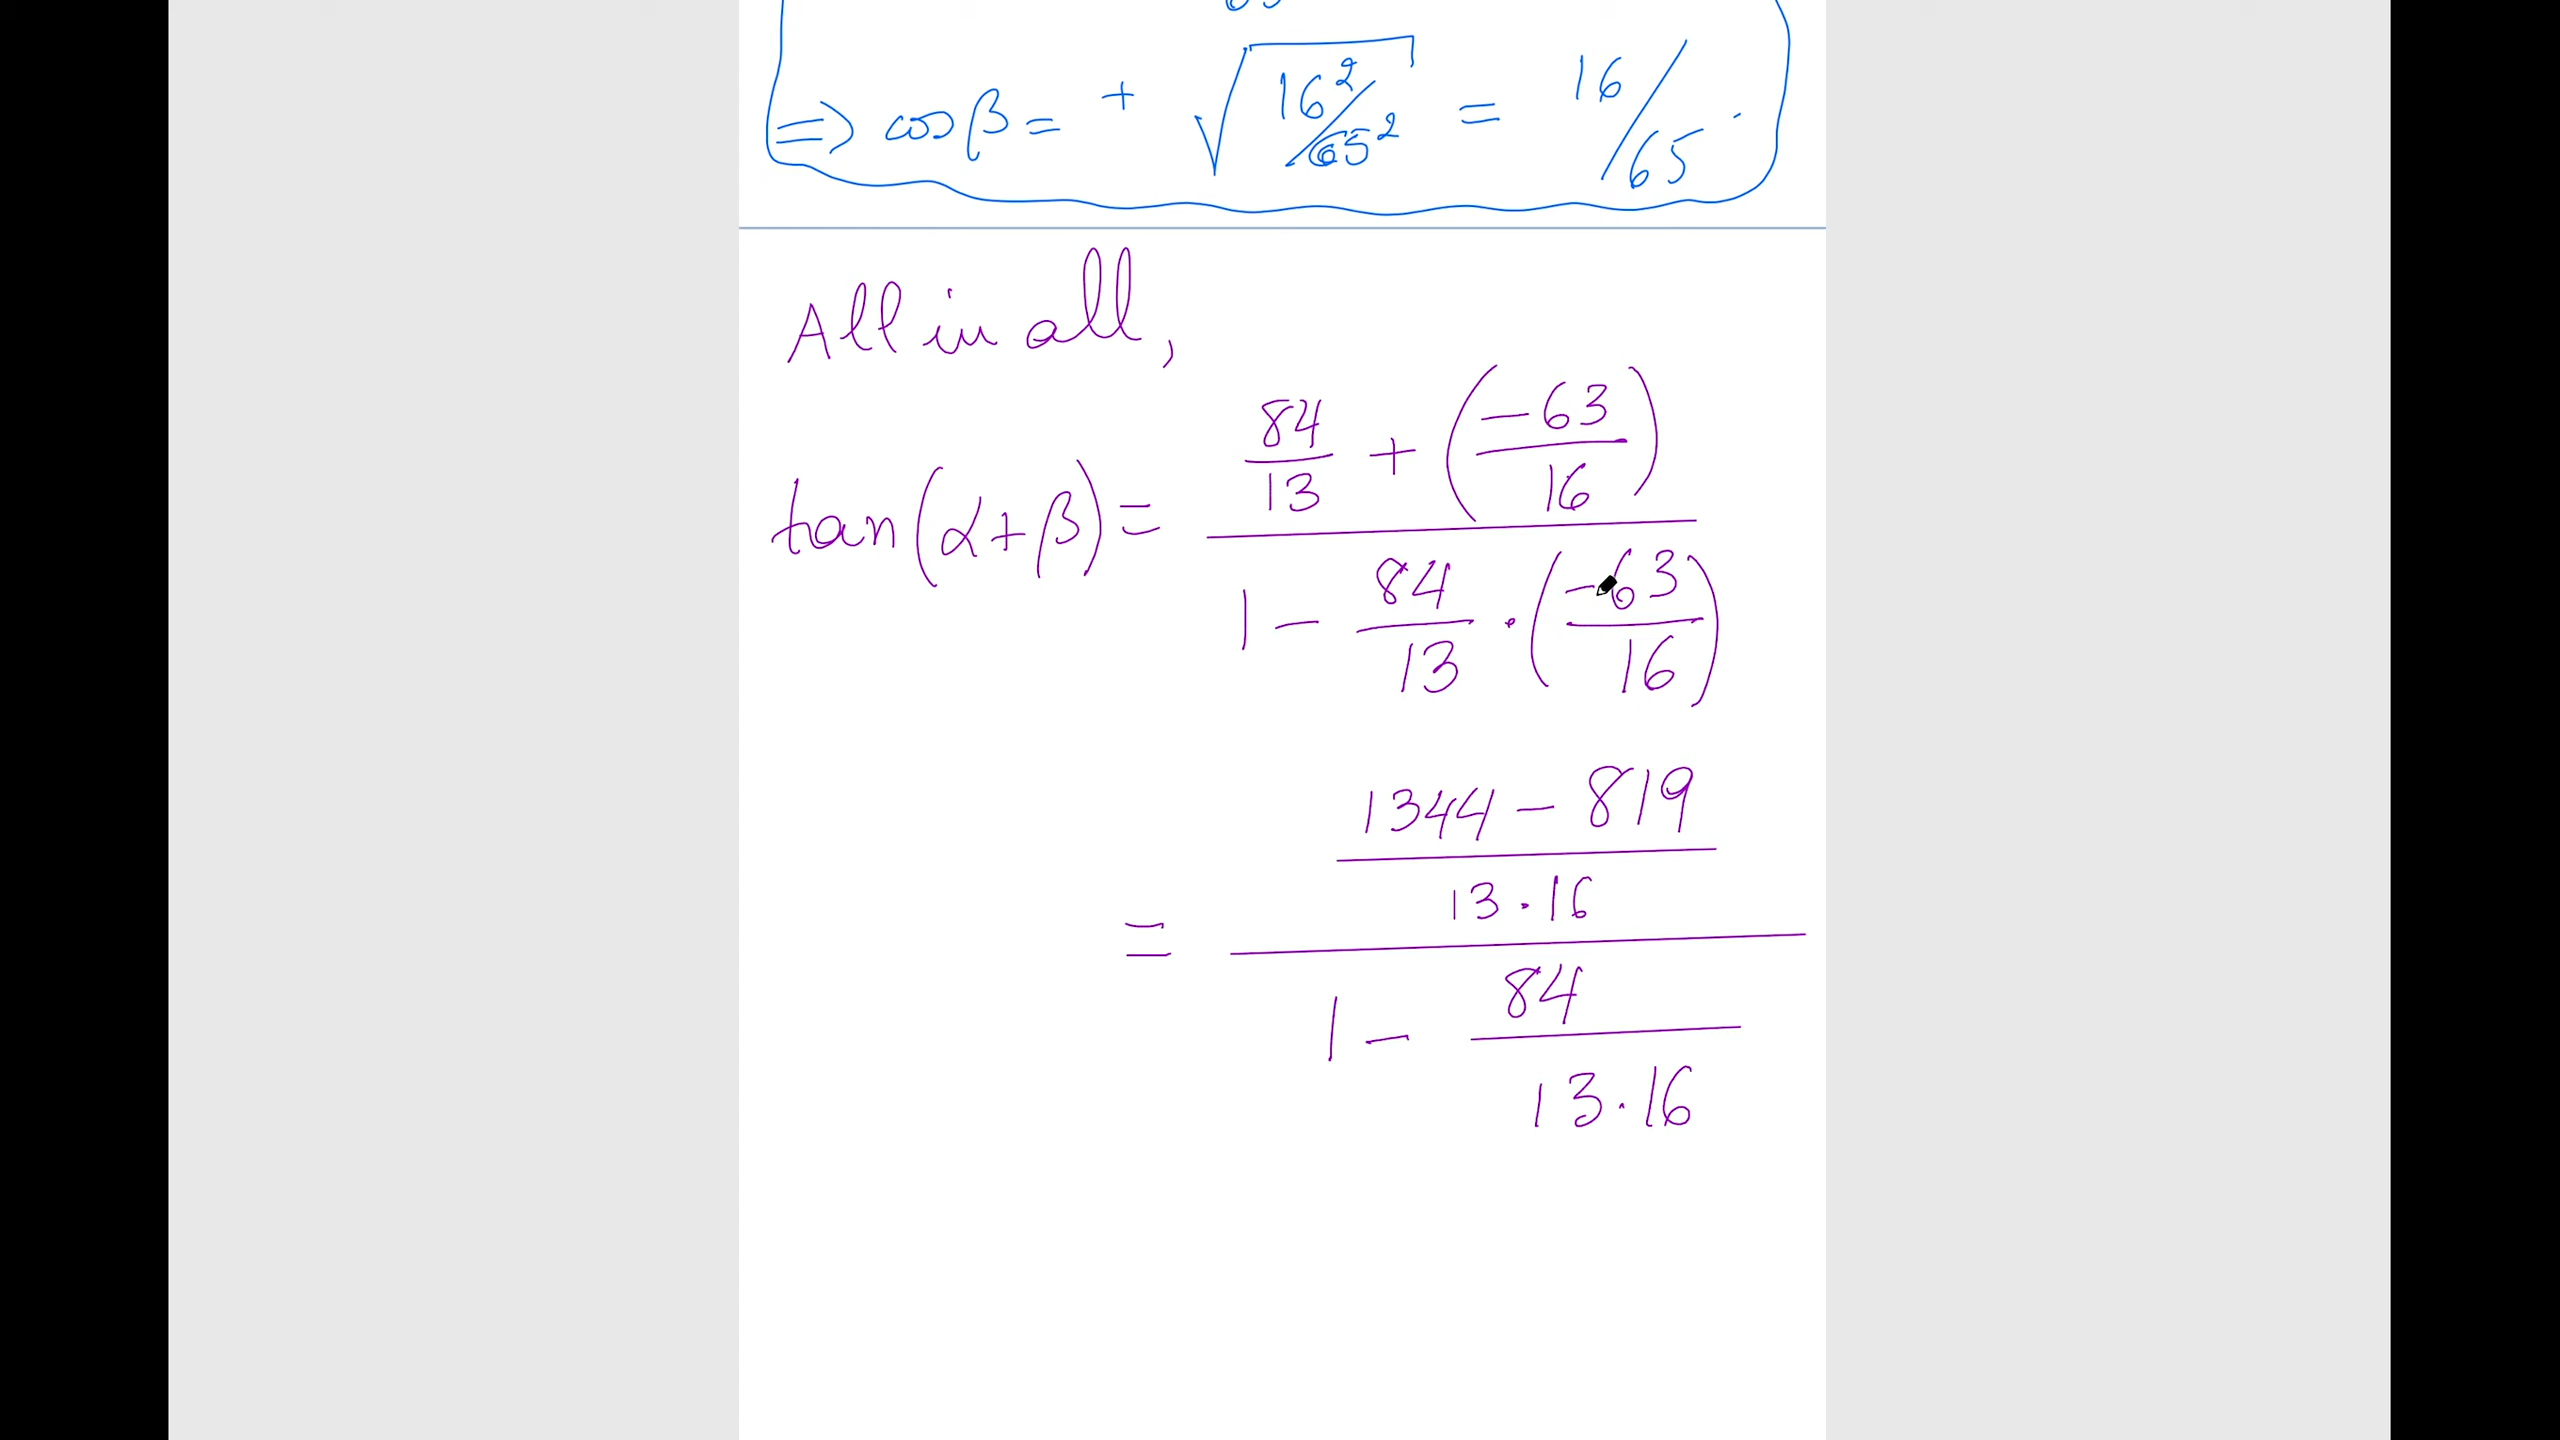 ⇒ cos β = + √(16²/65²) = 16/65.
All in all,
tan(α+β) = (84/13 + (-63/16)) / (1 - 84/13 · (-63/16))
= ((1344 - 819)/(13·16)) / (1 - 84/(13·16))